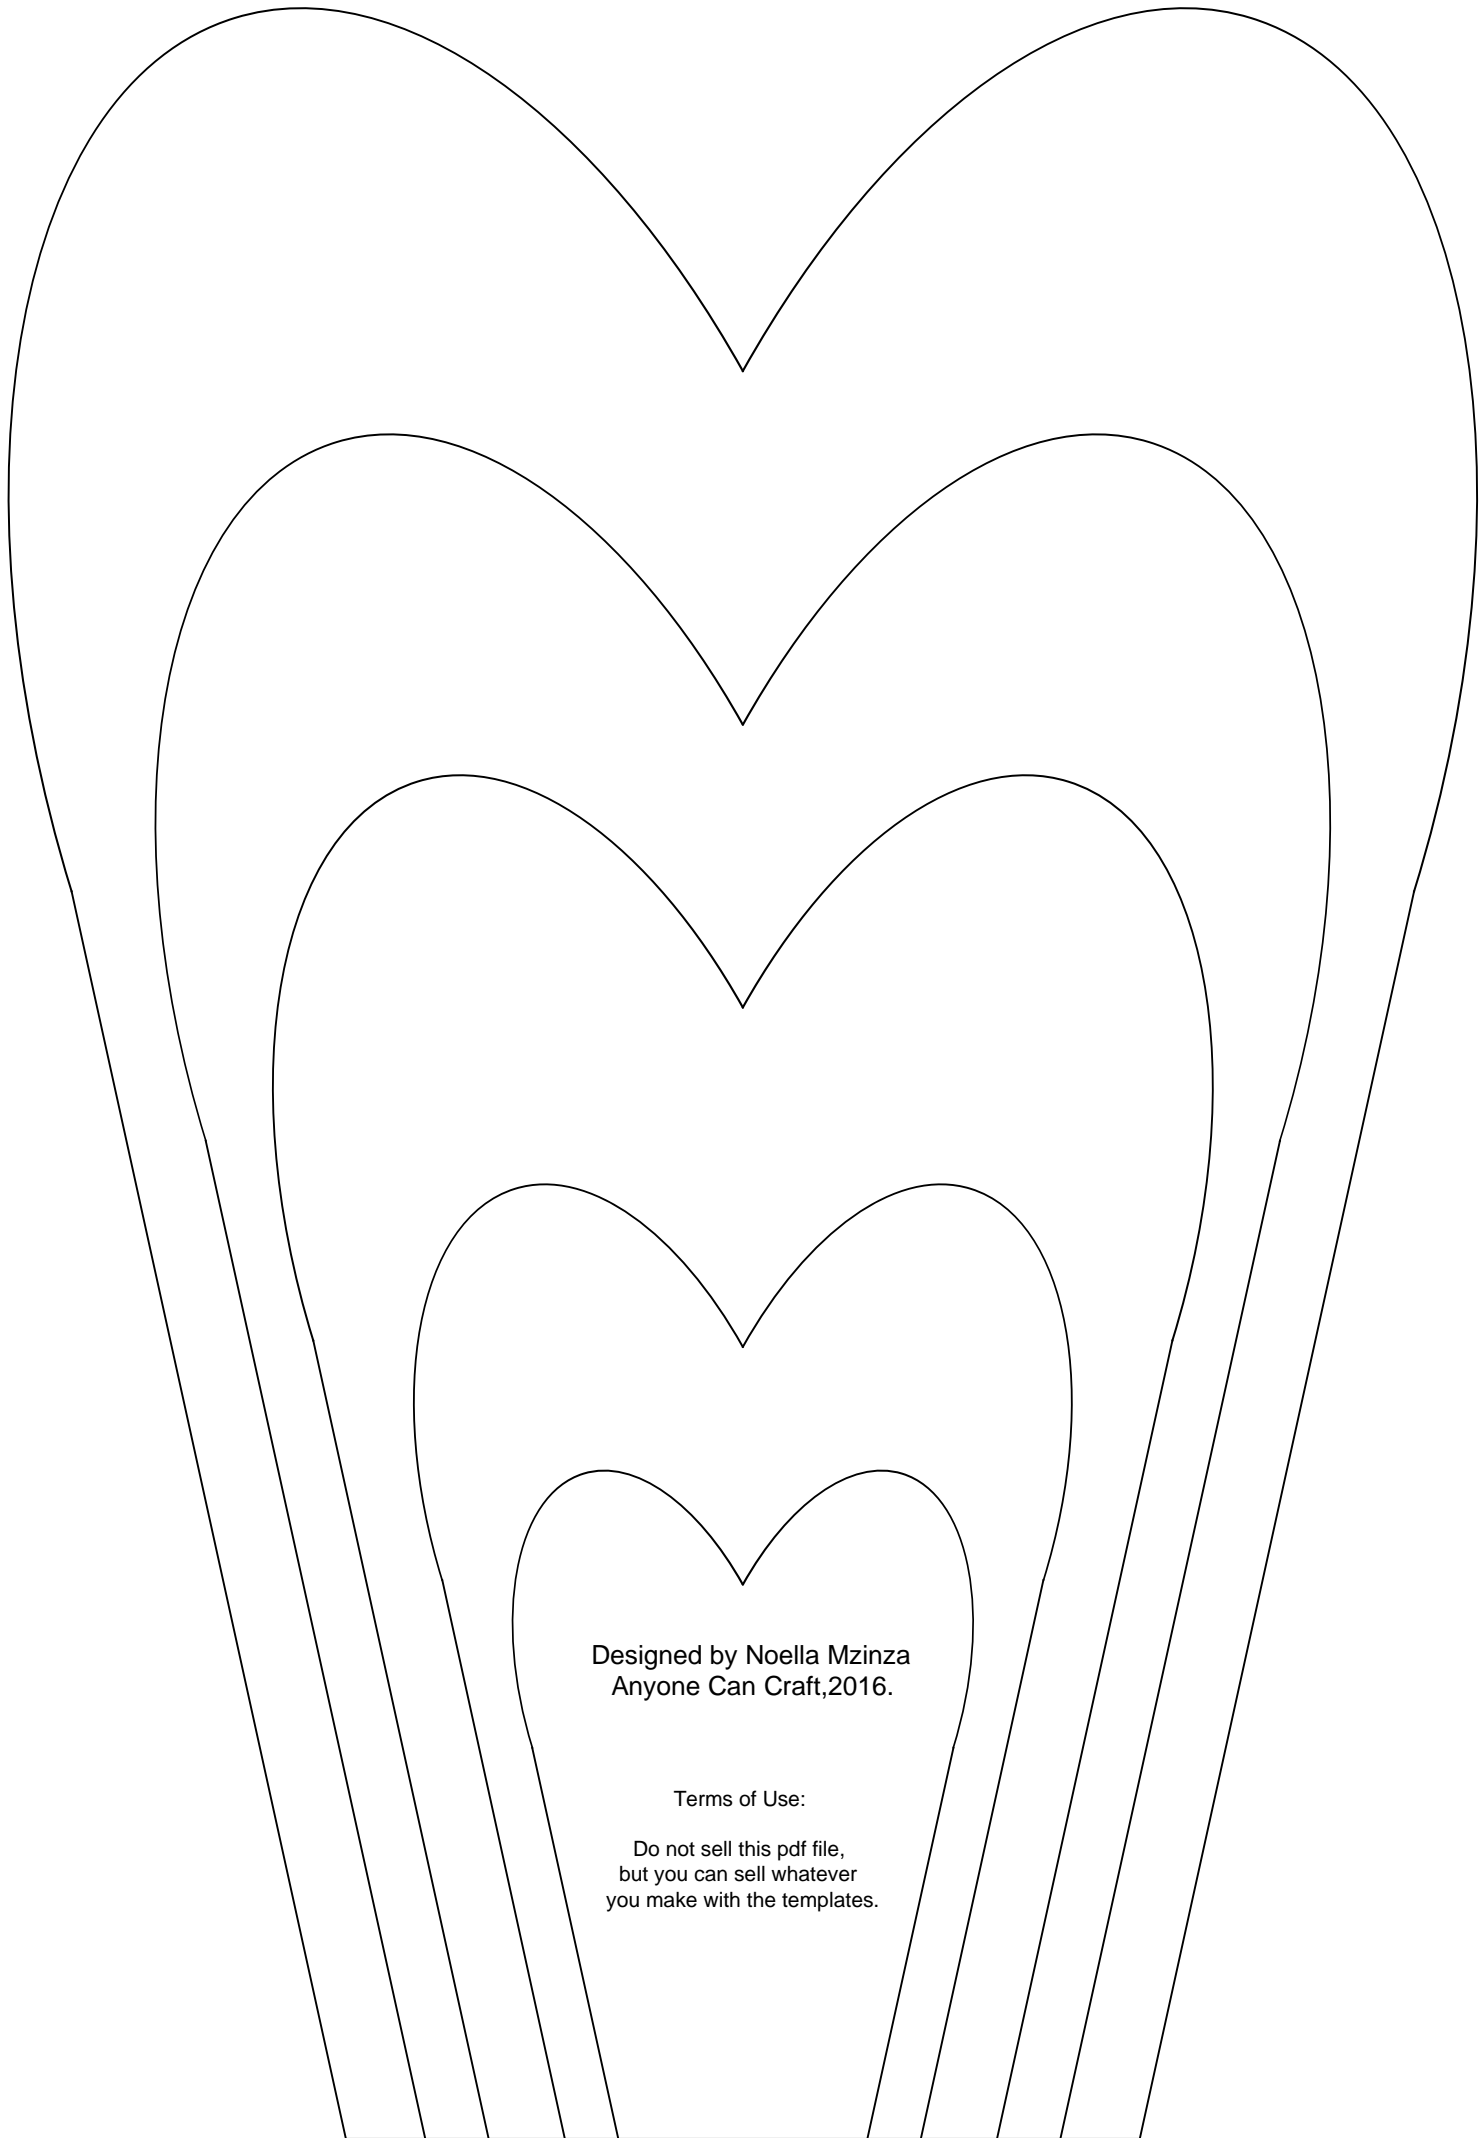 Designed by Noella Mzinza
Anyone Can Craft,2016.
Terms of Use:
Do not sell this pdf file,
but you can sell whatever
you make with the templates.